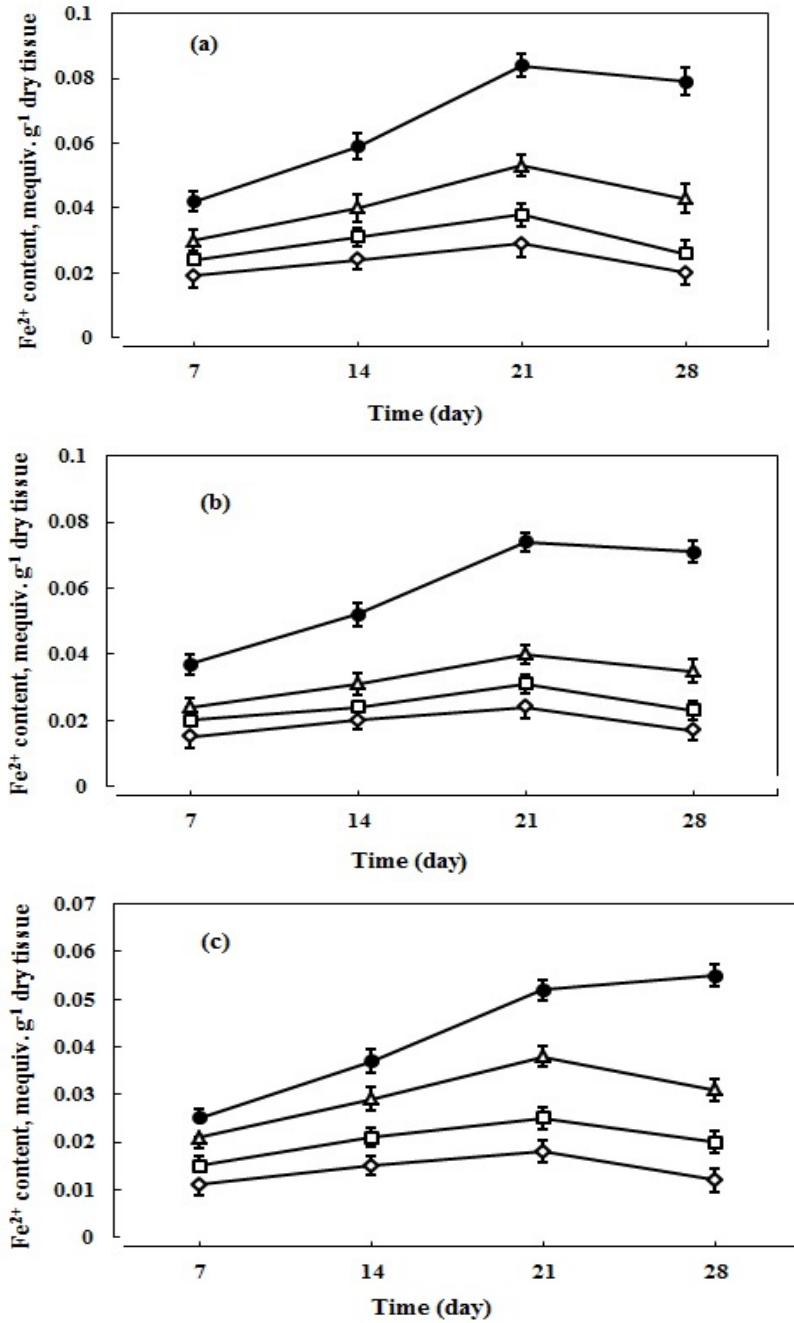 (a)
Fe²⁺ content, mequiv. g⁻¹ dry tissue
0.1
0.08
0.06
0.04
0.02
0
7 14 21 28
Time (day)
(b)
Fe²⁺ content, mequiv. g⁻¹ dry tissue
0.1
0.08
0.06
0.04
0.02
0
7 14 21 28
Time (day)
(c)
Fe²⁺ content, mequiv. g⁻¹ dry tissue
0.07
0.06
0.05
0.04
0.03
0.02
0.01
0
7 14 21 28
Time (day)